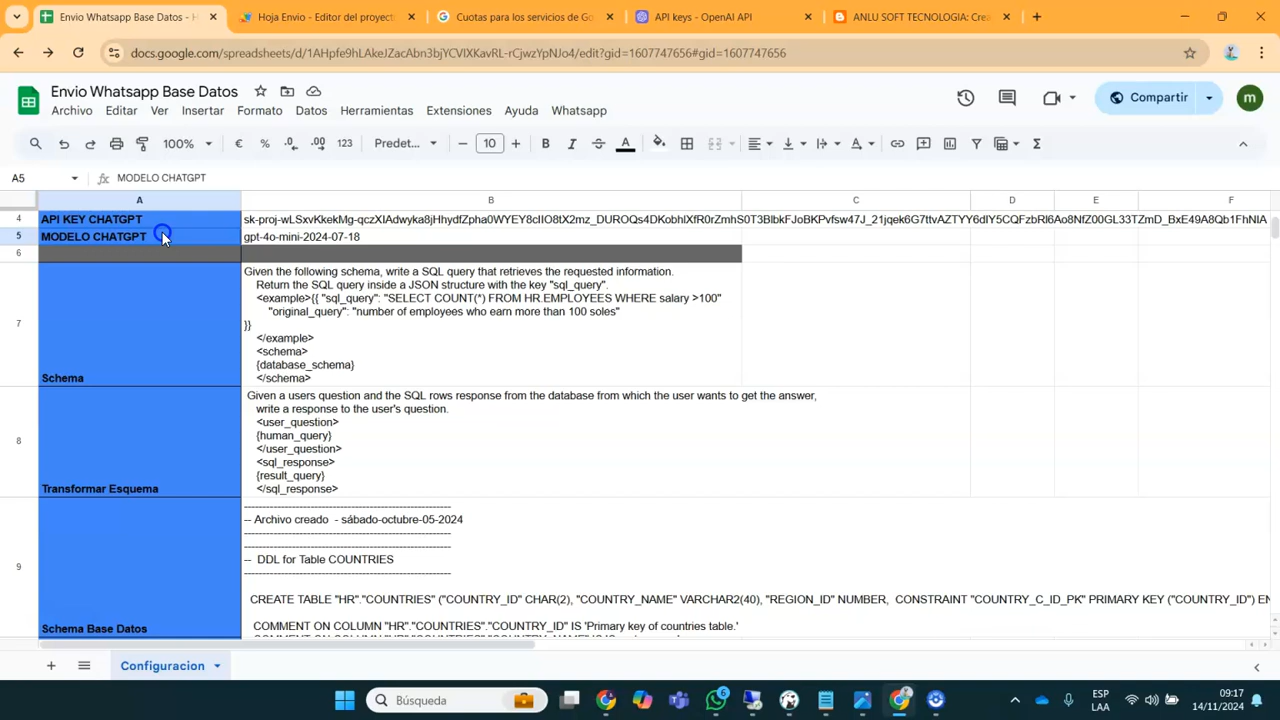 Envio Whatsapp Base Datos - H
Hoja Envio - Editor del proyect
Cuotas para los servicios de Go
API keys - OpenAI API
ANLU SOFT TECNOLOGIA: Crea
docs.google.com/spreadsheets/d/1AHpfe9hLAkeJZacAbn3bjYCVIXKavRL-rCjwzYpNJo4/edit?gid=1607747656#gid=1607747656
Envio Whatsapp Base Datos
Archivo Editar Ver Insertar Formato Datos Herramientas Extensiones Ayuda Whatsapp
Compartir
m
100% € % .0 .00 123 Predet... 10 B I S A
A5 fx MODELO CHATGPT
A B C D E F
4 API KEY CHATGPT
5 MODELO CHATGPT gpt-4o-mini-2024-07-18
6
7 Schema
Given the following schema, write a SQL query that retrieves the requested information.
Return the SQL query inside a JSON structure with the key "sql_query".
<example>{{ "sql_query": "SELECT COUNT(*) FROM HR.EMPLOYEES WHERE salary >100"
"original_query": "number of employees who earn more than 100 soles"
}}
</example>
<schema>
{database_schema}
</schema>
8 Transformar Esquema
Given a users question and the SQL rows response from the database from which the user wants to get the answer,
write a response to the user's question.
<user_question>
{human_query}
</user_question>
<sql_response>
{result_query}
</sql_response>
9 Schema Base Datos
--------------------------------------------------------
-- Archivo creado - sábado-octubre-05-2024
--------------------------------------------------------
--------------------------------------------------------
-- DDL for Table COUNTRIES
--------------------------------------------------------
CREATE TABLE "HR"."COUNTRIES" ("COUNTRY_ID" CHAR(2), "COUNTRY_NAME" VARCHAR2(40), "REGION_ID" NUMBER, CONSTRAINT "COUNTRY_C_ID_PK" PRIMARY KEY ("COUNTRY_ID") EN
COMMENT ON COLUMN "HR"."COUNTRIES"."COUNTRY_ID" IS 'Primary key of countries table.'
Configuracion
Búsqueda
6
ESP
LAA
09:17
14/11/2024